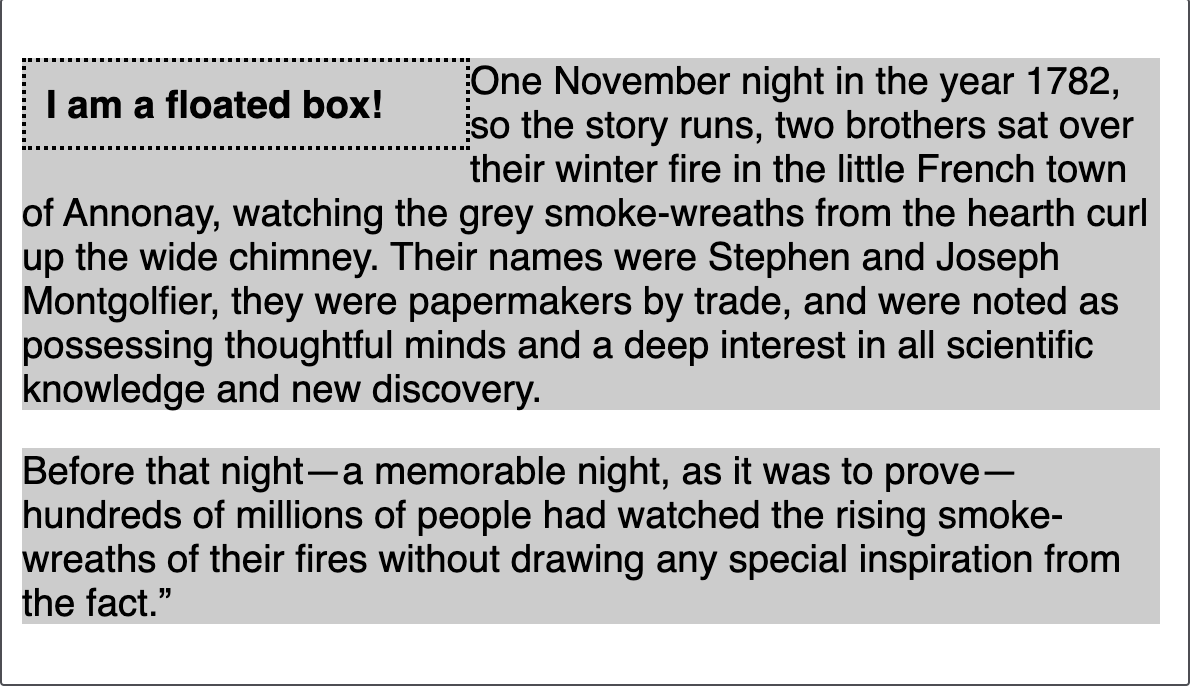 I am a floated box!
One November night in the year 1782,
so the story runs, two brothers sat over
their winter fire in the little French town
of Annonay, watching the grey smoke-wreaths from the hearth curl
up the wide chimney. Their names were Stephen and Joseph
Montgolfier, they were papermakers by trade, and were noted as
possessing thoughtful minds and a deep interest in all scientific
knowledge and new discovery.
Before that night—a memorable night, as it was to prove—
hundreds of millions of people had watched the rising smoke-
wreaths of their fires without drawing any special inspiration from
the fact.”